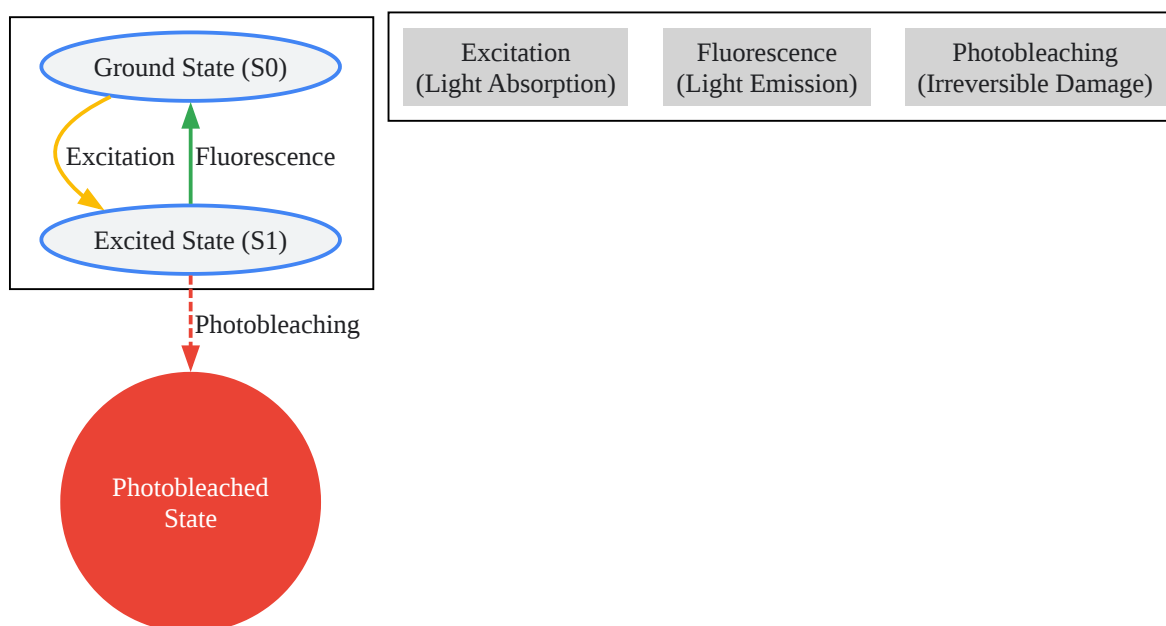 Ground State (S0)
Excitation
Fluorescence
Excited State (S1)
Photobleaching
Photobleached
State
Excitation
(Light Absorption)
Fluorescence
(Light Emission)
Photobleaching
(Irreversible Damage)